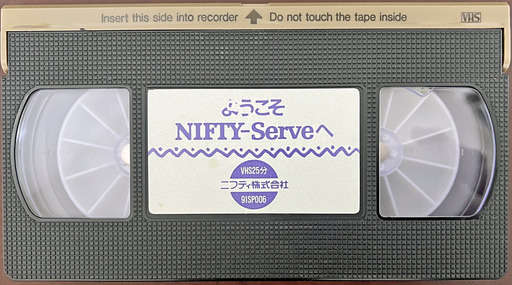 Insert this side into recorder Do not touch the tape inside VHS
ようこそ
NIFTY-Serveへ
VHS25分
ニフティ株式会社
91SP006